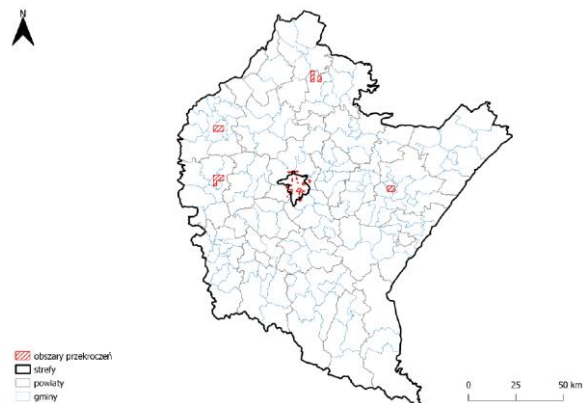 N
obszary przekroczeń
strefy
powiaty
gminy
0 25 50 km